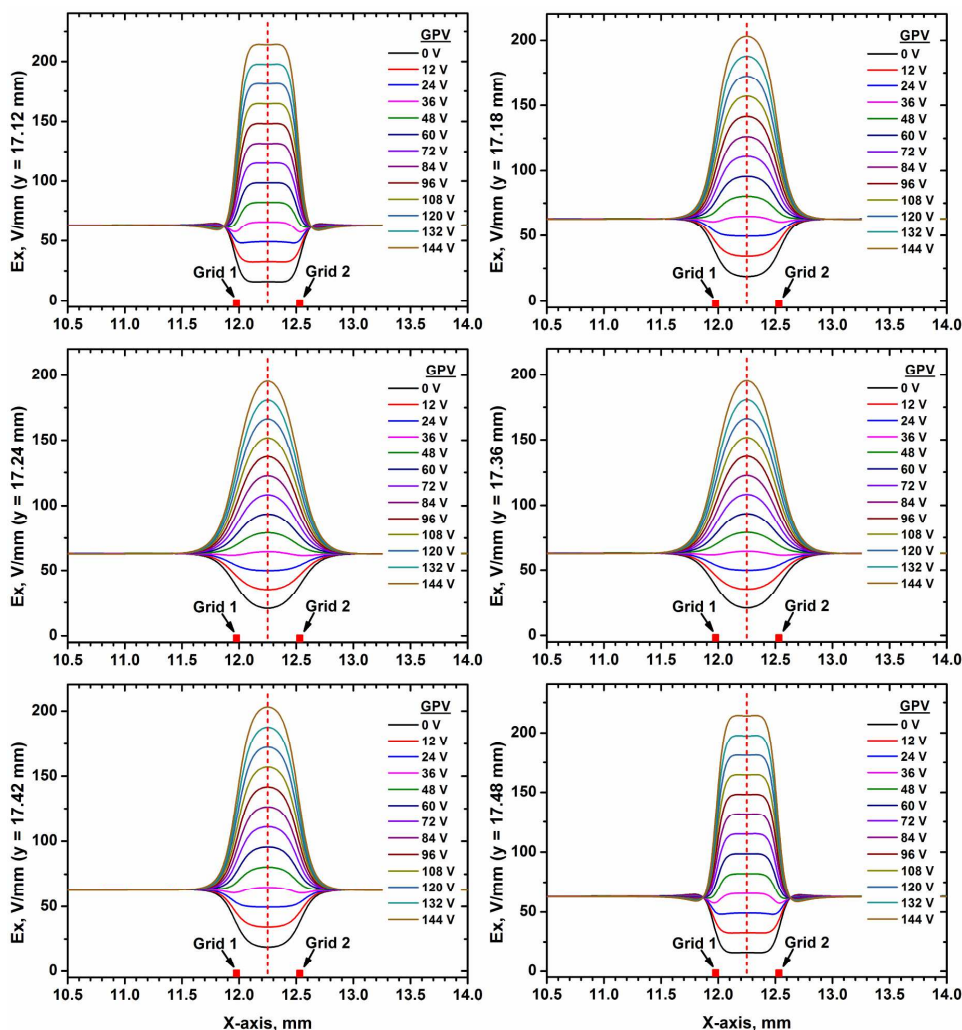 Ex, V/mm (y = 17.12 mm)
200
150
100
50
0
GPV
0 V
12 V
24 V
36 V
48 V
60 V
72 V
84 V
96 V
108 V
120 V
132 V
144 V
Grid 1
Grid 2
10.5 11.0 11.5 12.0 12.5 13.0 13.5 14.0
Ex, V/mm (y = 17.18 mm)
200
150
100
50
0
GPV
0 V
12 V
24 V
36 V
48 V
60 V
72 V
84 V
96 V
108 V
120 V
132 V
144 V
Grid 1
Grid 2
10.5 11.0 11.5 12.0 12.5 13.0 13.5 14.0
Ex, V/mm (y = 17.24 mm)
200
150
100
50
0
GPV
0 V
12 V
24 V
36 V
48 V
60 V
72 V
84 V
96 V
108 V
120 V
132 V
144 V
Grid 1
Grid 2
10.5 11.0 11.5 12.0 12.5 13.0 13.5 14.0
Ex, V/mm (y = 17.36 mm)
200
150
100
50
0
GPV
0 V
12 V
24 V
36 V
48 V
60 V
72 V
84 V
96 V
108 V
120 V
132 V
144 V
Grid 1
Grid 2
10.5 11.0 11.5 12.0 12.5 13.0 13.5 14.0
Ex, V/mm (y = 17.42 mm)
200
150
100
50
0
GPV
0 V
12 V
24 V
36 V
48 V
60 V
72 V
84 V
96 V
108 V
120 V
132 V
144 V
Grid 1
Grid 2
10.5 11.0 11.5 12.0 12.5 13.0 13.5 14.0
X-axis, mm
Ex, V/mm (y = 17.48 mm)
200
150
100
50
0
GPV
0 V
12 V
24 V
36 V
48 V
60 V
72 V
84 V
96 V
108 V
120 V
132 V
144 V
Grid 1
Grid 2
10.5 11.0 11.5 12.0 12.5 13.0 13.5 14.0
X-axis, mm